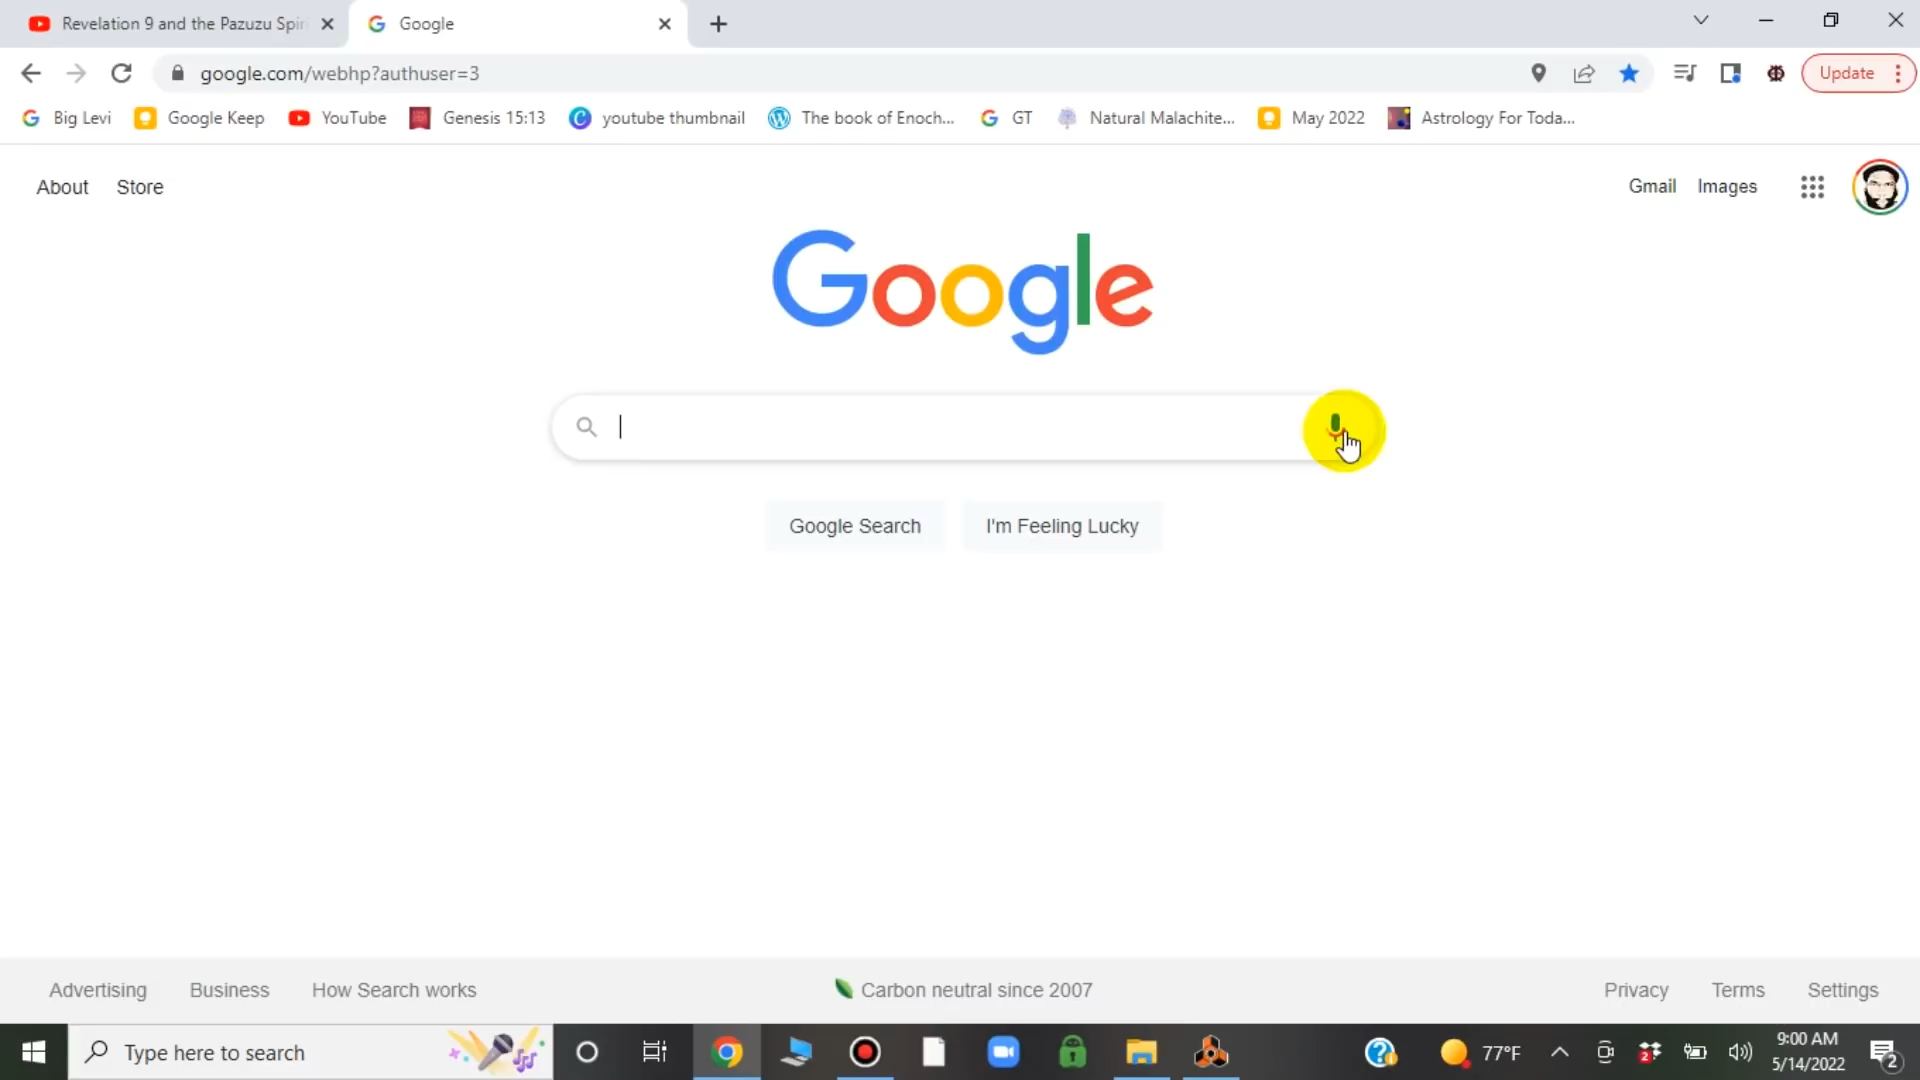 Revelation 9 and the Pazuzu Spiri
Google
google.com/webhp?authuser=3
Update
Big Levi
Google Keep
YouTube
Genesis 15:13
youtube thumbnail
The book of Enoch...
GT
Natural Malachite...
May 2022
Astrology For Toda...
About Store
Gmail Images
Google
Google Search
I'm Feeling Lucky
Advertising Business How Search works
Carbon neutral since 2007
Privacy Terms Settings
Type here to search
77°F
9:00 AM
5/14/2022
2
2